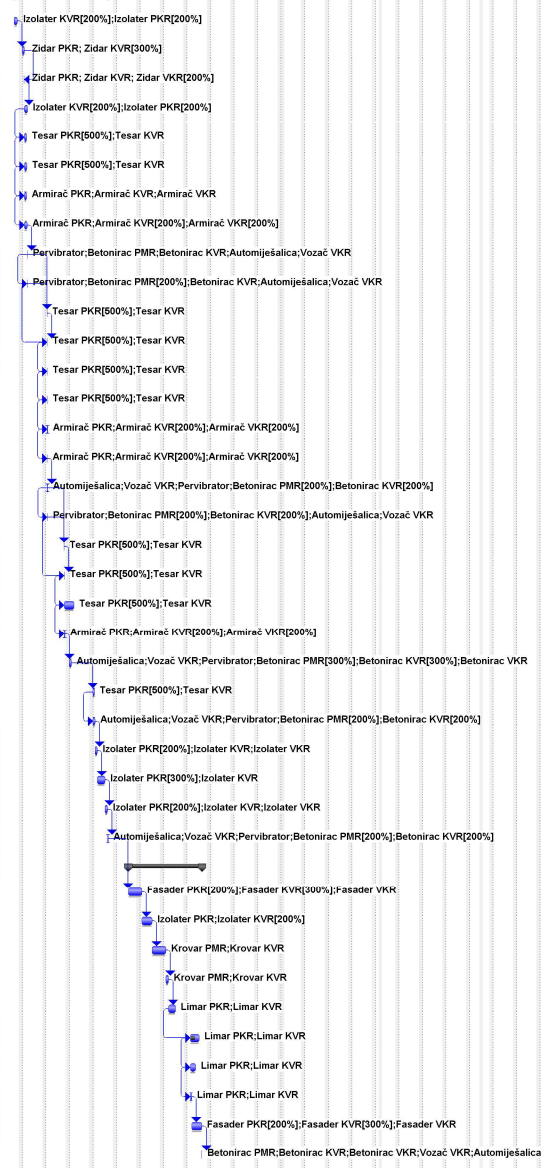 Izolater KVR[200%];Izolater PKR[200%]
Zidar PKR; Zidar KVR[300%]
Zidar PKR; Zidar KVR; Zidar VKR[200%]
Izolater KVR[200%];Izolater PKR[200%]
Tesar PKR[500%];Tesar KVR
Tesar PKR[500%];Tesar KVR
Armirač PKR;Armirač KVR;Armirač VKR
Armirač PKR;Armirač KVR[200%];Armirač VKR[200%]
Pervibrator;Betonirac PMR;Betonirac KVR;Automiješalica;Vozač VKR
Pervibrator;Betonirac PMR[200%];Betonirac KVR;Automiješalica;Vozač VKR
Tesar PKR[500%];Tesar KVR
Tesar PKR[500%];Tesar KVR
Tesar PKR[500%];Tesar KVR
Tesar PKR[500%];Tesar KVR
Armirač PKR;Armirač KVR[200%];Armirač VKR[200%]
Armirač PKR;Armirač KVR[200%];Armirač VKR[200%]
Automiješalica;Vozač VKR;Pervibrator;Betonirac PMR[200%];Betonirac KVR[200%]
Pervibrator;Betonirac PMR[200%];Betonirac KVR[200%];Automiješalica;Vozač VKR
Tesar PKR[500%];Tesar KVR
Tesar PKR[500%];Tesar KVR
Tesar PKR[500%];Tesar KVR
Armirač PKR;Armirač KVR[200%];Armirač VKR[200%]
Automiješalica;Vozač VKR;Pervibrator;Betonirac PMR[300%];Betonirac KVR[300%];Betonirac VKR
Tesar PKR[500%];Tesar KVR
Automiješalica;Vozač VKR;Pervibrator;Betonirac PMR[200%];Betonirac KVR[200%]
Izolater PKR[200%];Izolater KVR;Izolater VKR
Izolater PKR[300%];Izolater KVR
Izolater PKR[200%];Izolater KVR;Izolater VKR
Automiješalica;Vozač VKR;Pervibrator;Betonirac PMR[200%];Betonirac KVR[200%]
Fasader PKR[200%];Fasader KVR[300%];Fasader VKR
Izolater PKR;Izolater KVR[200%]
Krovar PMR;Krovar KVR
Krovar PMR;Krovar KVR
Limar PKR;Limar KVR
Limar PKR;Limar KVR
Limar PKR;Limar KVR
Limar PKR;Limar KVR
Fasader PKR[200%];Fasader KVR[300%];Fasader VKR
Betonirac PMR;Betonirac KVR;Betonirac VKR;Vozač VKR;Automiješalica